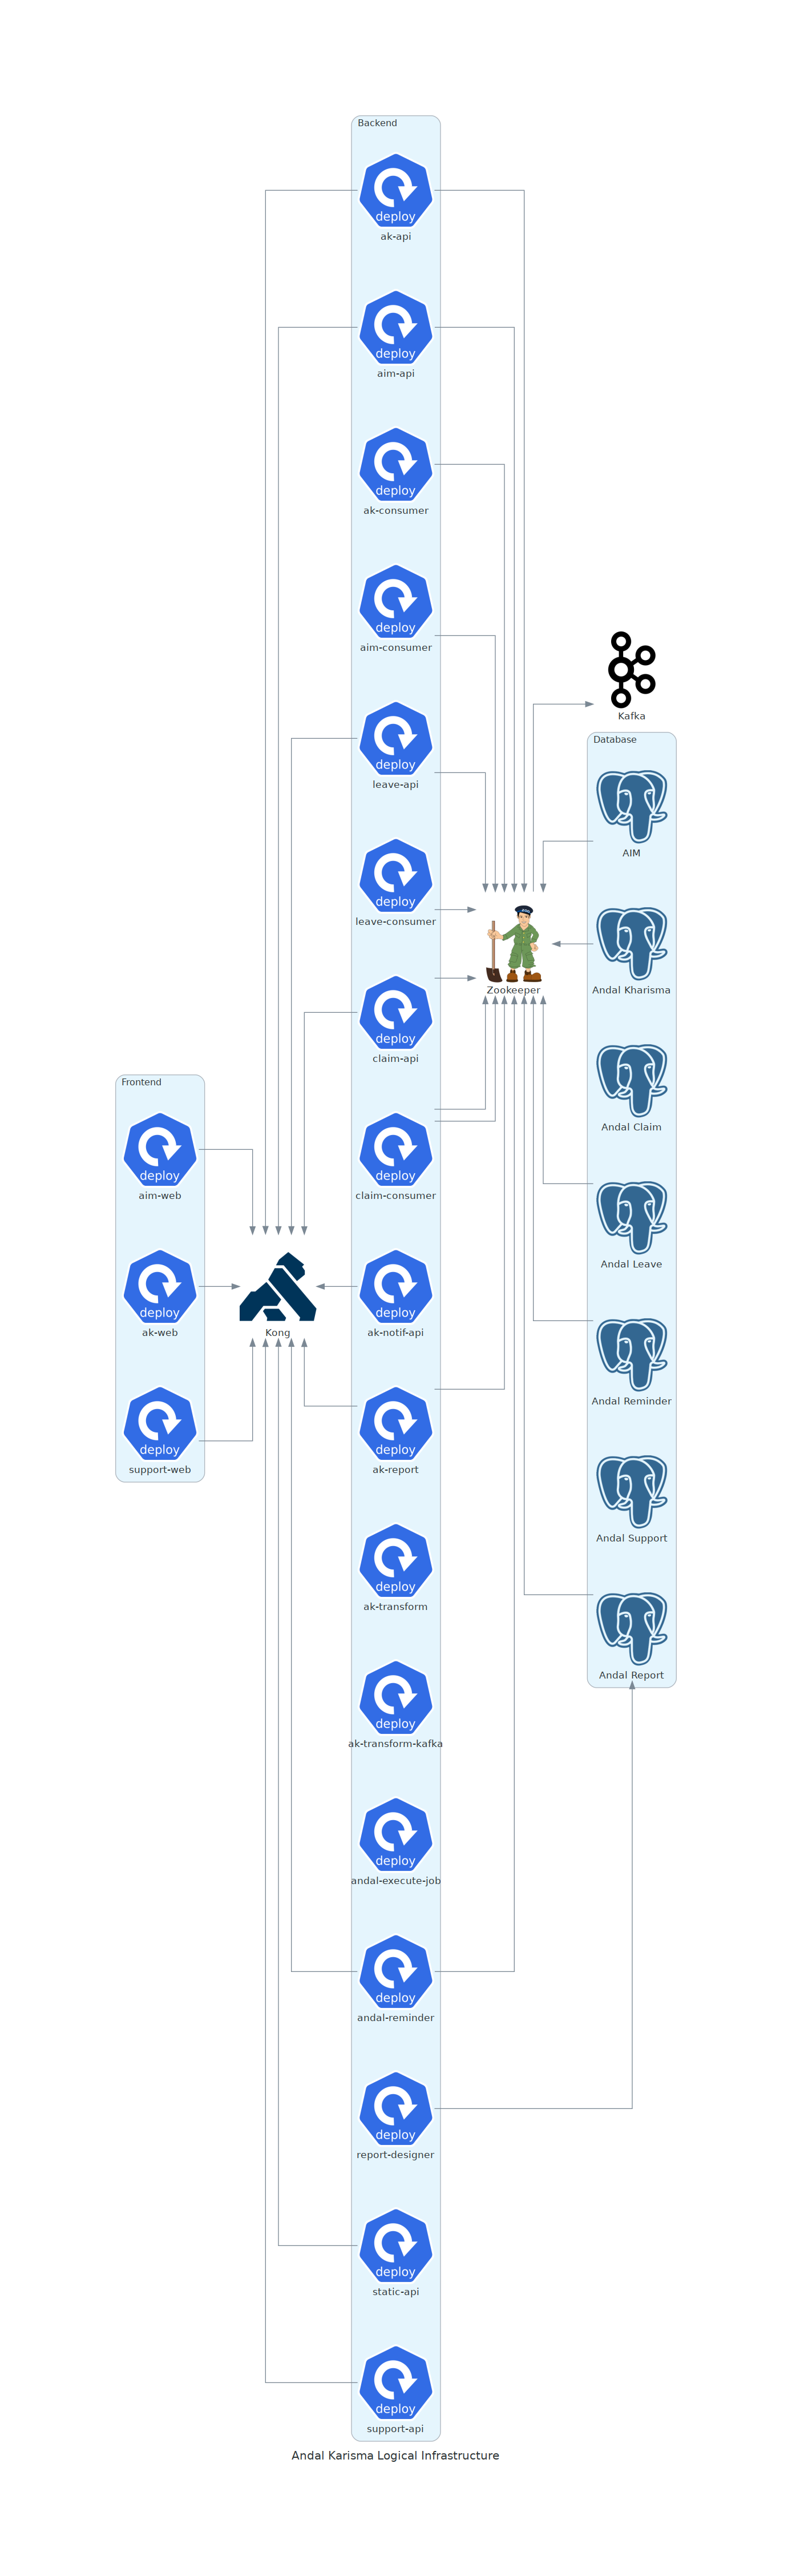 Backend
deploy
ak-api
deploy
aim-api
deploy
ak-consumer
deploy
aim-consumer
Kafka
Database
deploy
leave-api
AIM
deploy
leave-consumer
Zookeeper
Andal Kharisma
deploy
claim-api
Frontend
Andal Claim
deploy
aim-web
deploy
claim-consumer
Andal Leave
deploy
ak-web
Kong
deploy
ak-notif-api
Andal Reminder
deploy
support-web
deploy
ak-report
Andal Support
deploy
ak-transform
Andal Report
deploy
ak-transform-kafka
deploy
andal-execute-job
deploy
andal-reminder
deploy
report-designer
deploy
static-api
deploy
support-api
Andal Karisma Logical Infrastructure